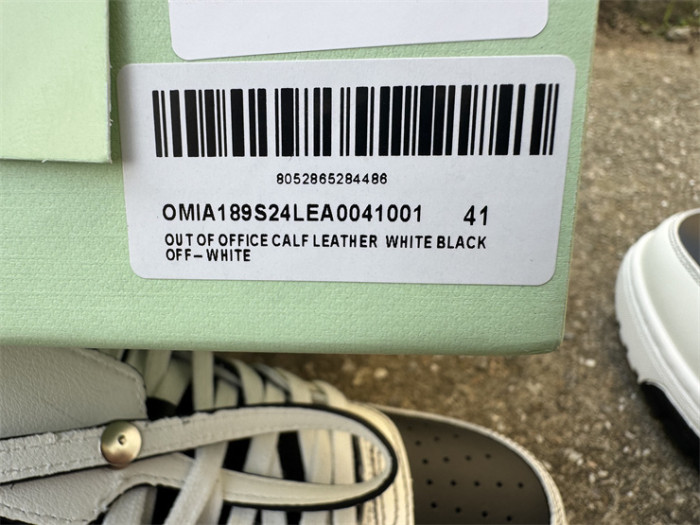 8052865284486
OMIA189S24LEA0041001 41
OUT OF OFFICE CALF LEATHER WHITE BLACK
OFF-WHITE